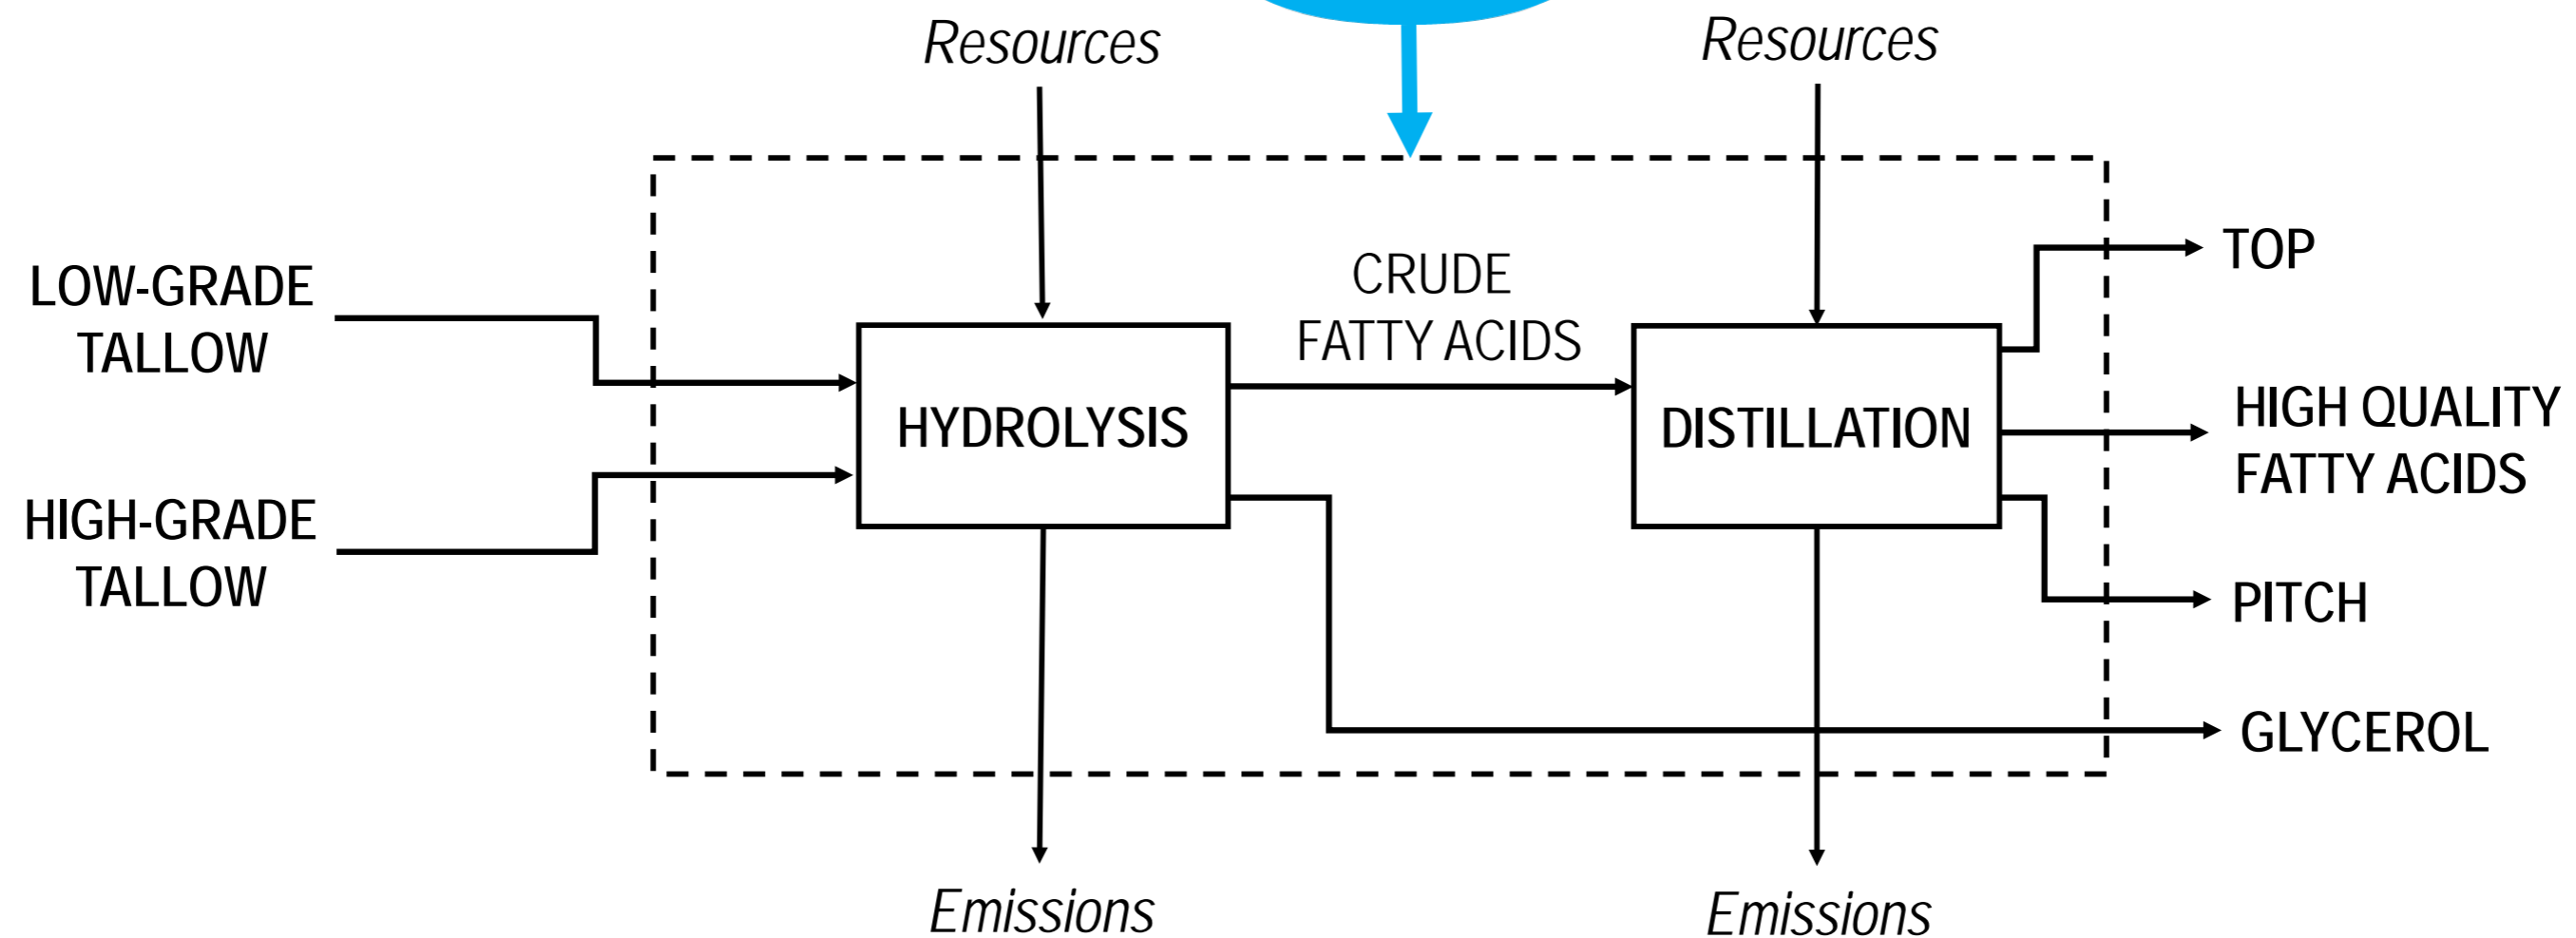 Resources
Resources
LOW-GRADE
TALLOW
HIGH-GRADE
TALLOW
HYDROLYSIS
CRUDE
FATTY ACIDS
DISTILLATION
TOP
HIGH QUALITY
FATTY ACIDS
PITCH
GLYCEROL
Emissions
Emissions